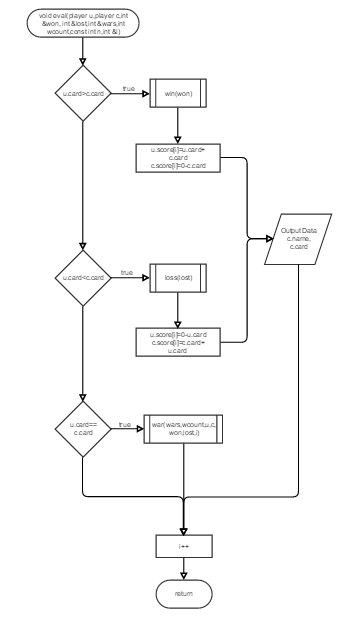 void eval(player u,player c,int
&won, int &lost,int &wars,int
wcount,const int n,int &i)
u.card>c.card
true
win(won)
u.score[i]=u.card+
c.card
c.score[i]=0-c.card
Output Data
c.name,
c.card
u.card<c.card
true
loss(lost)
u.score[i]=0-u.card
c.score[i]=c.card+
u.card
u.card==
c.card
true
war(wars,wcount,u,c,
won,lost,i)
i++
return